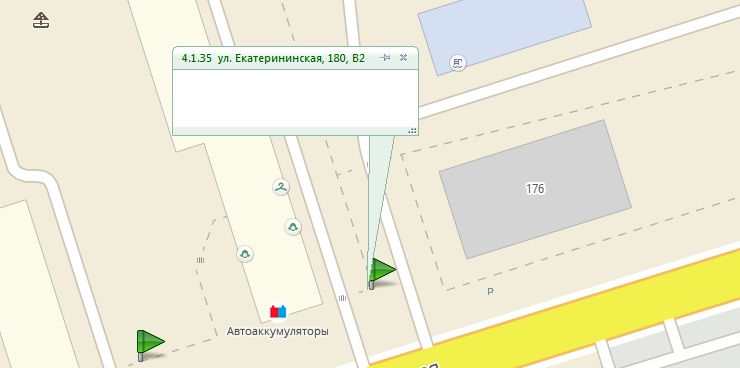 4.1.35 ул. Екатерининская, 180, В2
176
P
Автоаккумуляторы